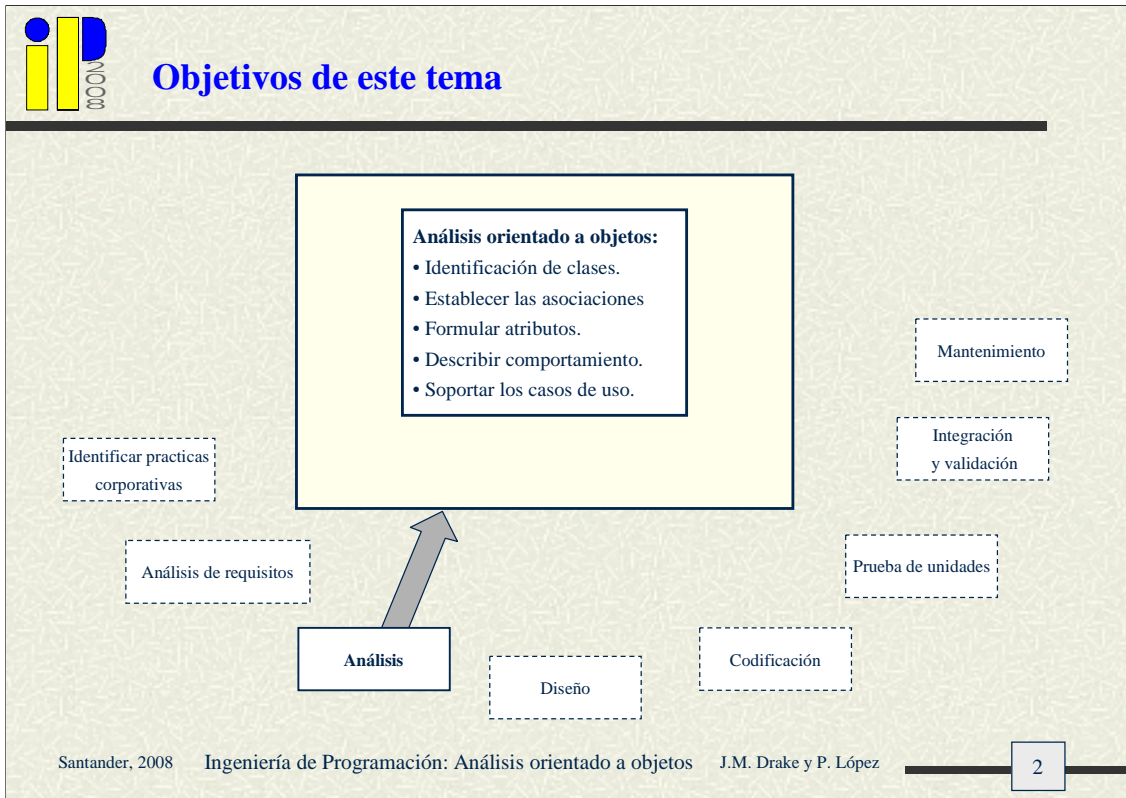 iIP
2008
Objetivos de este tema
Análisis orientado a objetos:
• Identificación de clases.
• Establecer las asociaciones
• Formular atributos.
• Describir comportamiento.
• Soportar los casos de uso.
Identificar practicas
corporativas
Análisis de requisitos
Análisis
Diseño
Codificación
Prueba de unidades
Integración
y validación
Mantenimiento
Santander, 2008 Ingeniería de Programación: Análisis orientado a objetos J.M. Drake y P. López 2